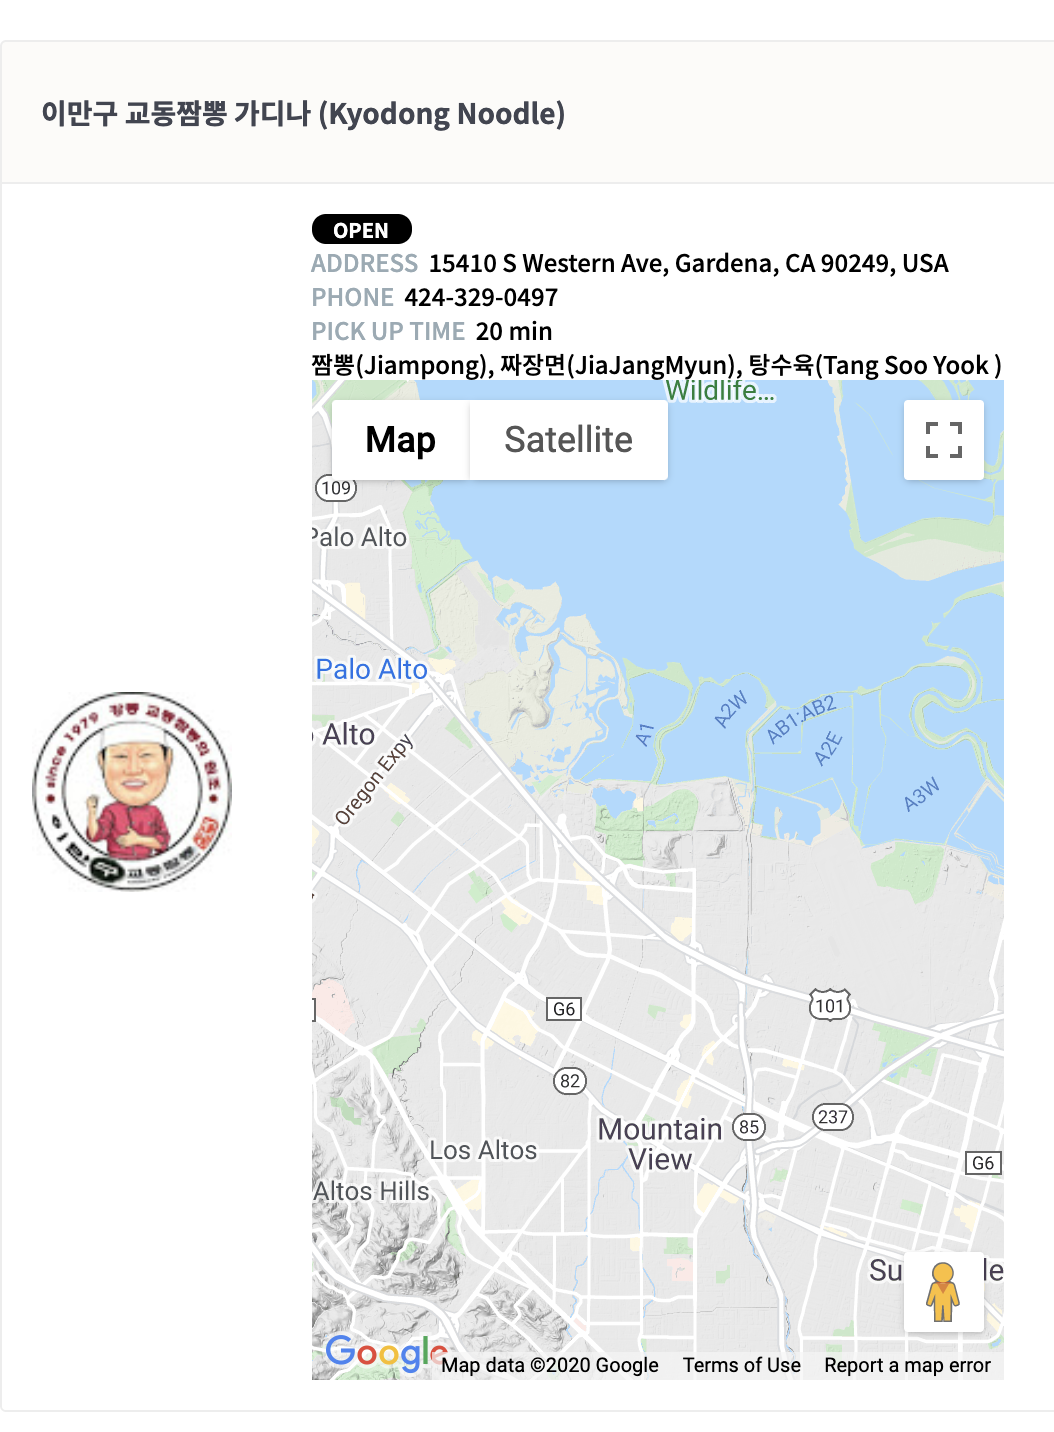 이만구 교동짬뽕 가디나 (Kyodong Noodle)
OPEN
ADDRESS 15410 S Western Ave, Gardena, CA 90249, USA
PHONE 424-329-0497
PICK UP TIME 20 min
짬뽕(Jiampong), 짜장면(JiaJangMyun), 탕수육(Tang Soo Yook )
Wildlife...
Map
Satellite
109
Palo Alto
Palo Alto
Alto
Oregon Expy
A1
A2W
AB1:AB2
A2E
A3W
since 1979 강릉 교동짬뽕의 원조
교동짬뽕
G6
101
82
Mountain
View
85
237
Los Altos
G6
Altos Hills
Su
le
Google
Map data ©2020 Google
Terms of Use
Report a map error